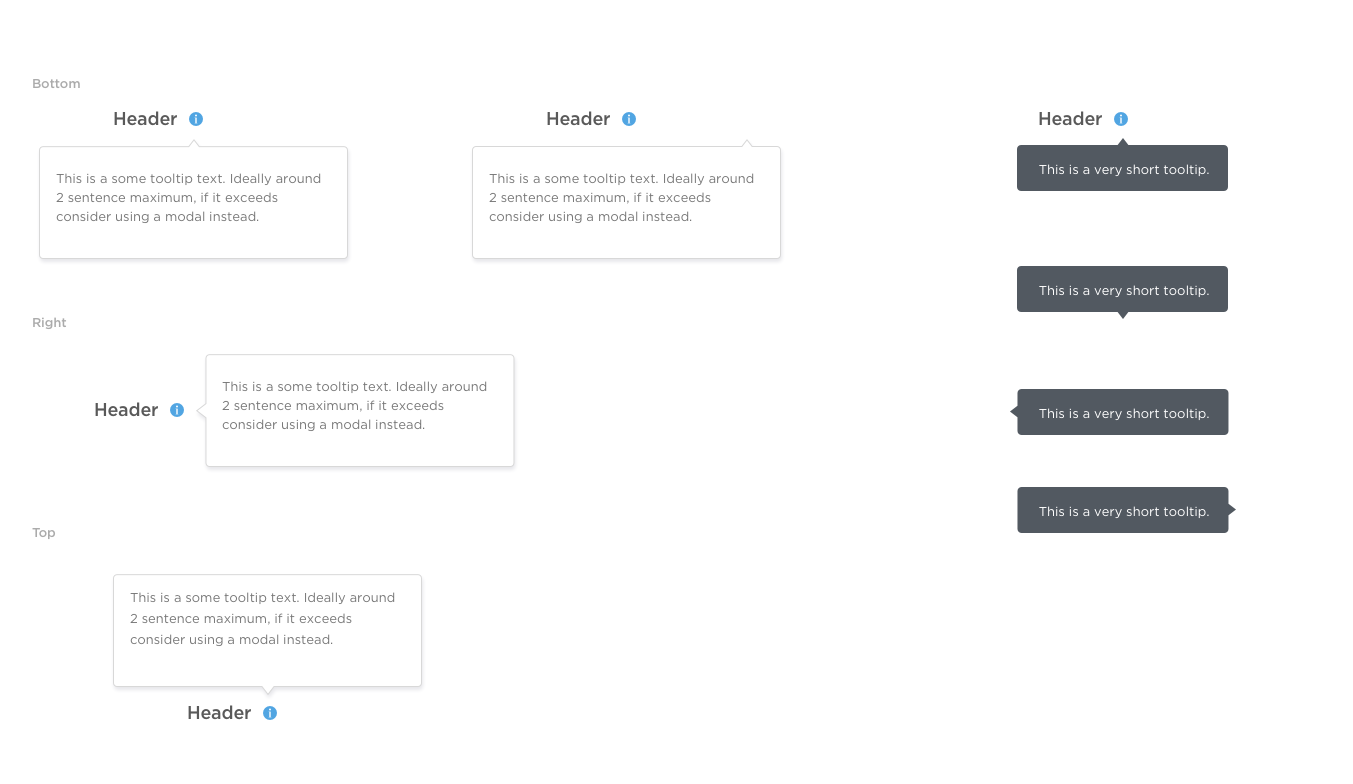 Bottom
Header
This is a some tooltip text. Ideally around
2 sentence maximum, if it exceeds
consider using a modal instead.
Header
This is a some tooltip text. Ideally around
2 sentence maximum, if it exceeds
consider using a modal instead.
Header
This is a very short tooltip.
This is a very short tooltip.
This is a very short tooltip.
This is a very short tooltip.
Right
Header
This is a some tooltip text. Ideally around
2 sentence maximum, if it exceeds
consider using a modal instead.
Top
This is a some tooltip text. Ideally around
2 sentence maximum, if it exceeds
consider using a modal instead.
Header